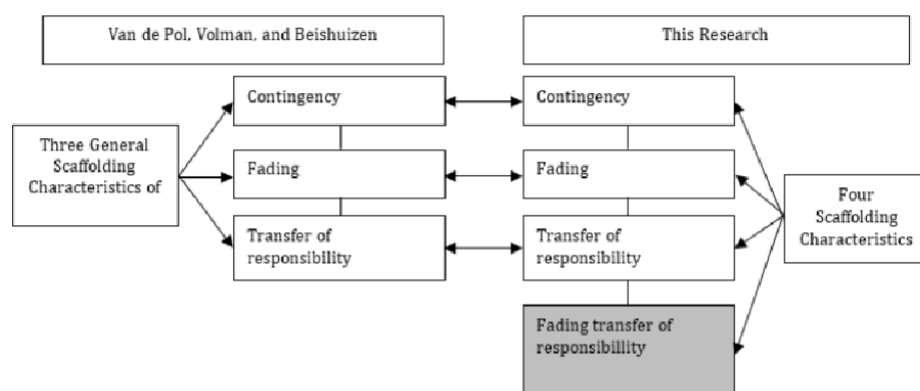 Van de Pol, Volman, and Beishuizen
This Research
Contingency
Contingency
Three General
Scaffolding
Characteristics of
Fading
Fading
Four
Scaffolding
Characteristics
Transfer of
responsibility
Transfer of
responsibility
Fading transfer of
responsibillity